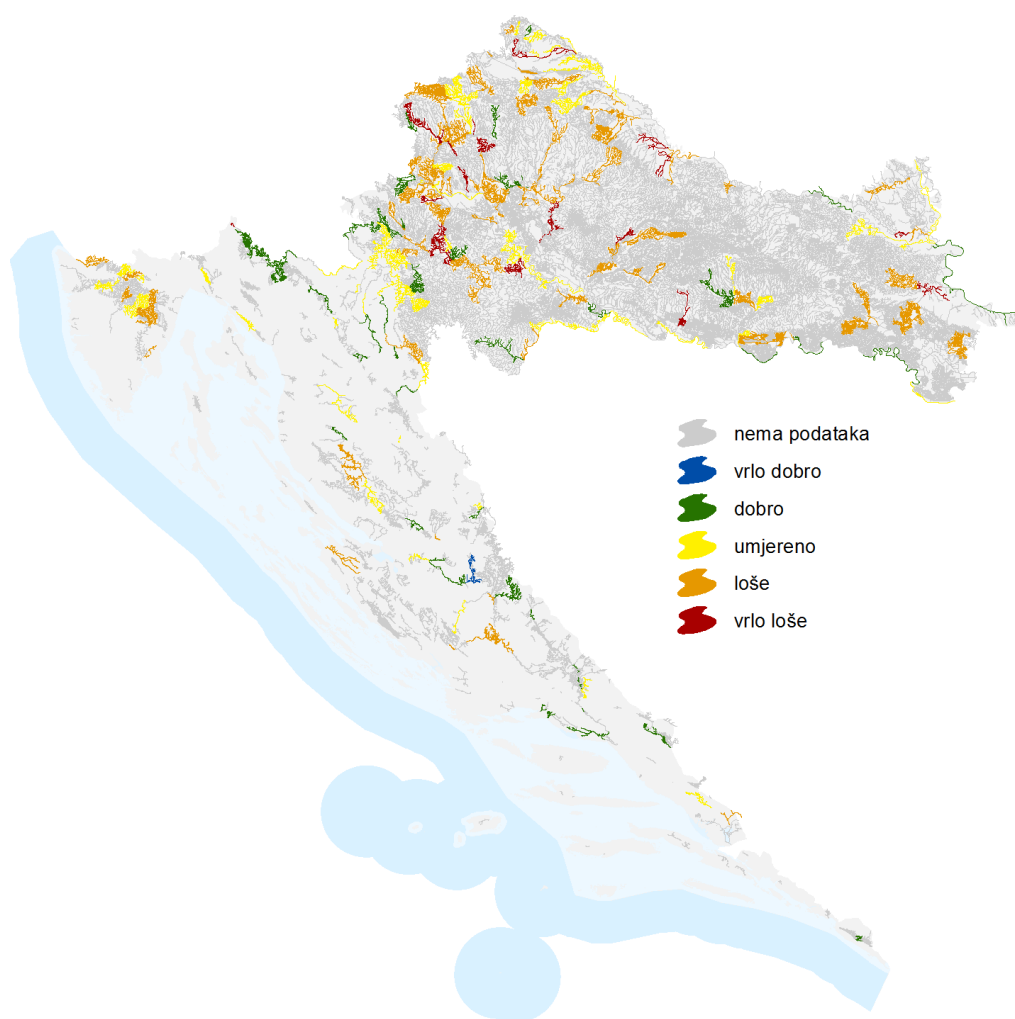 nema podataka
vrlo dobro
dobro
umjereno
loše
vrlo loše